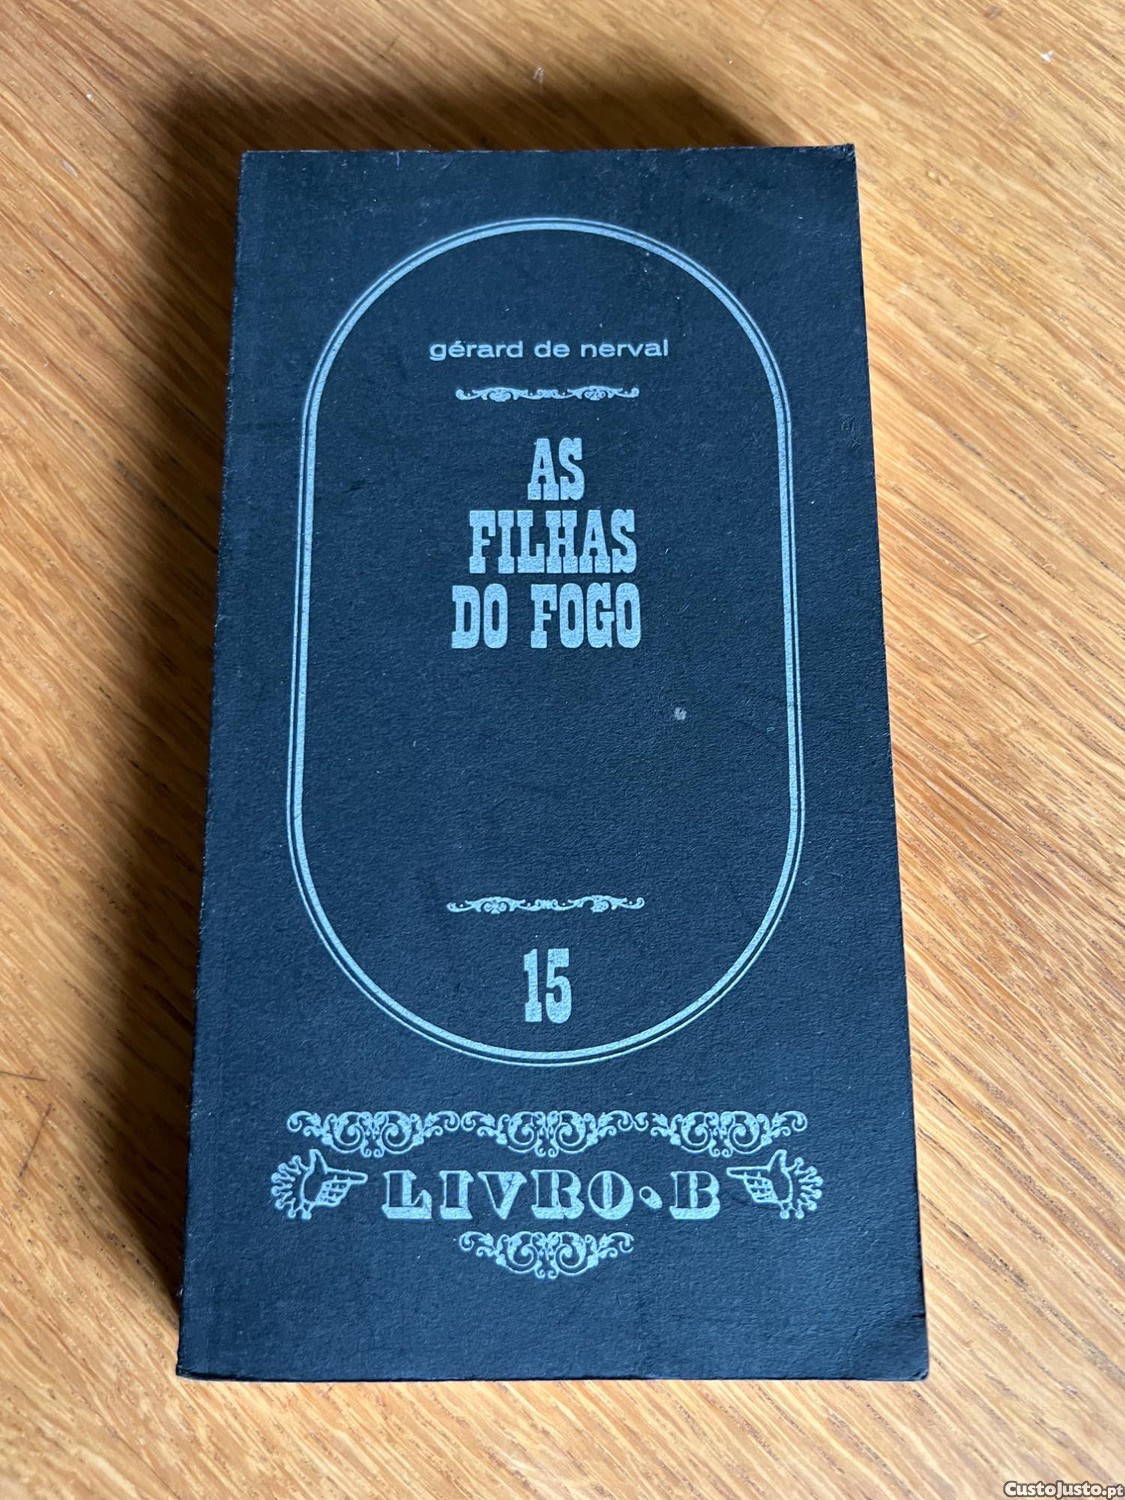 gérard de nerval
AS
FILHAS
DO FOGO
15
LIVRO·B
CustoJusto.pt